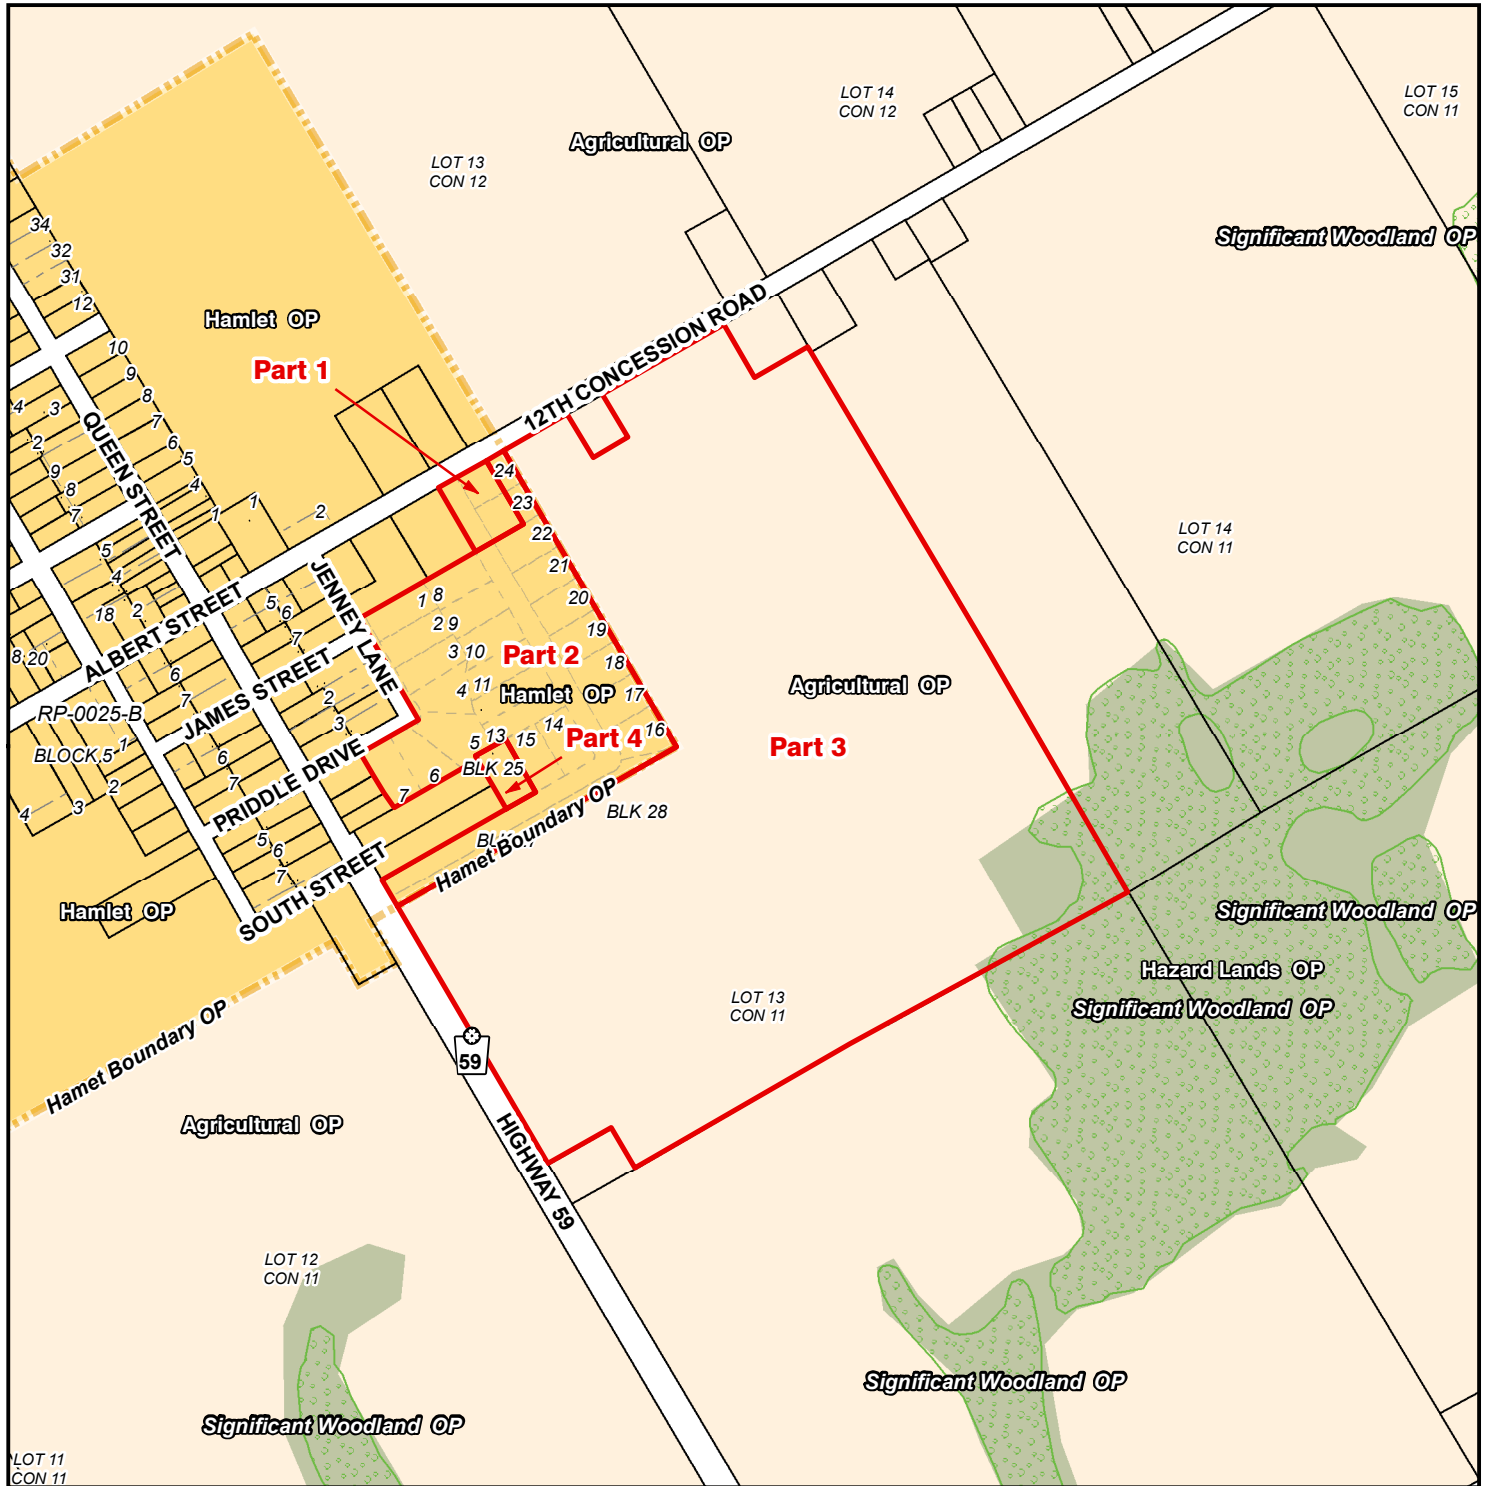 LOT 14
CON 12
LOT 15
CON 11
Agricultural OP
LOT 13
CON 12
Significant Woodland OP
34
32
31
12
Hamlet OP
Part 1
12TH CONCESSION ROAD
10
9
8
7
6
5
4
1
4
3
2
9
8
7
QUEEN STREET
1
2
5
4
18
2
8
20
24
23
22
21
20
19
18
17
16
LOT 14
CON 11
ALBERT STREET
JENNEY LANE
5
6
7
1
8
2
9
3
10
4
11
Part 2
Hamlet OP
Agricultural OP
Part 3
JAMES STREET
6
7
2
3
RP-0025-B
BLOCK 5
1
2
3
4
6
7
5
13
15
14
Part 4
BLK 25
6
7
PRIDDLE DRIVE
BLK 28
Hamet Boundary OP
5
6
7
SOUTH STREET
Hamlet OP
Significant Woodland OP
Hazard Lands OP
Significant Woodland OP
LOT 13
CON 11
59
Hamet Boundary OP
Agricultural OP
HIGHWAY 59
LOT 12
CON 11
Significant Woodland OP
Significant Woodland OP
LOT 11
CON 11